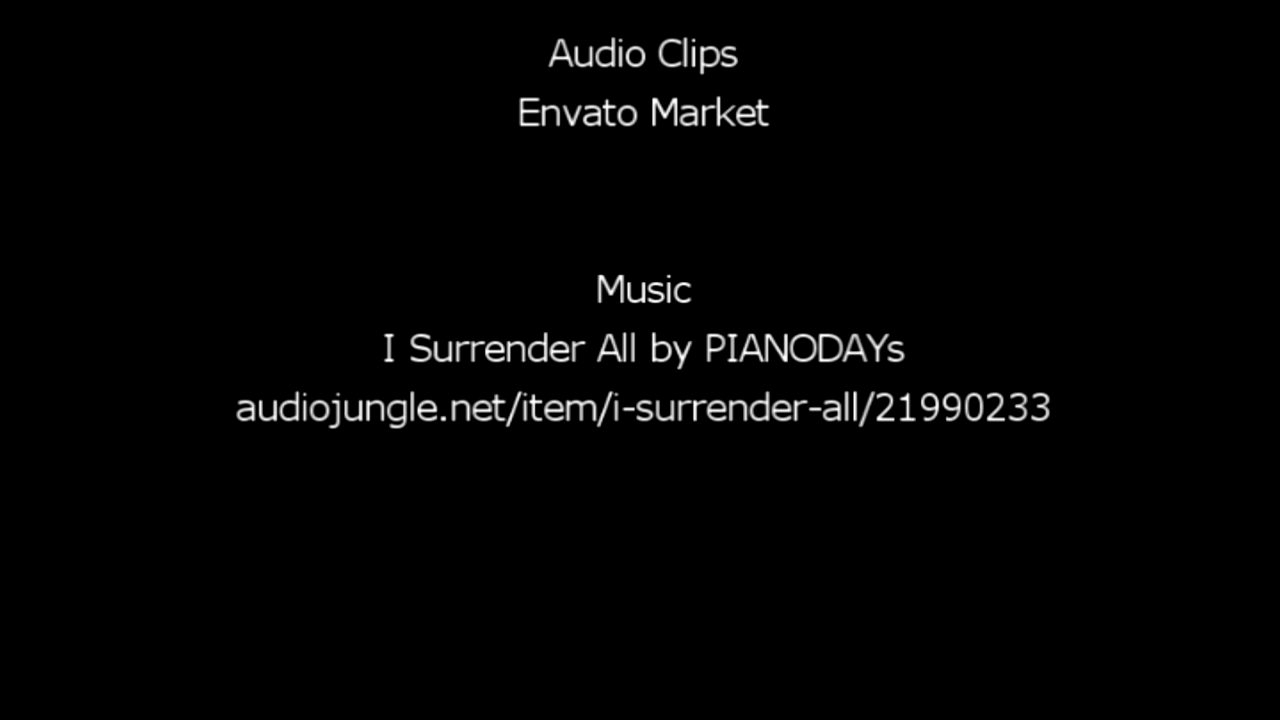 Audio Clips
Envato Market
Music
I Surrender All by PIANODAYs
audiojungle.net/item/i-surrender-all/21990233